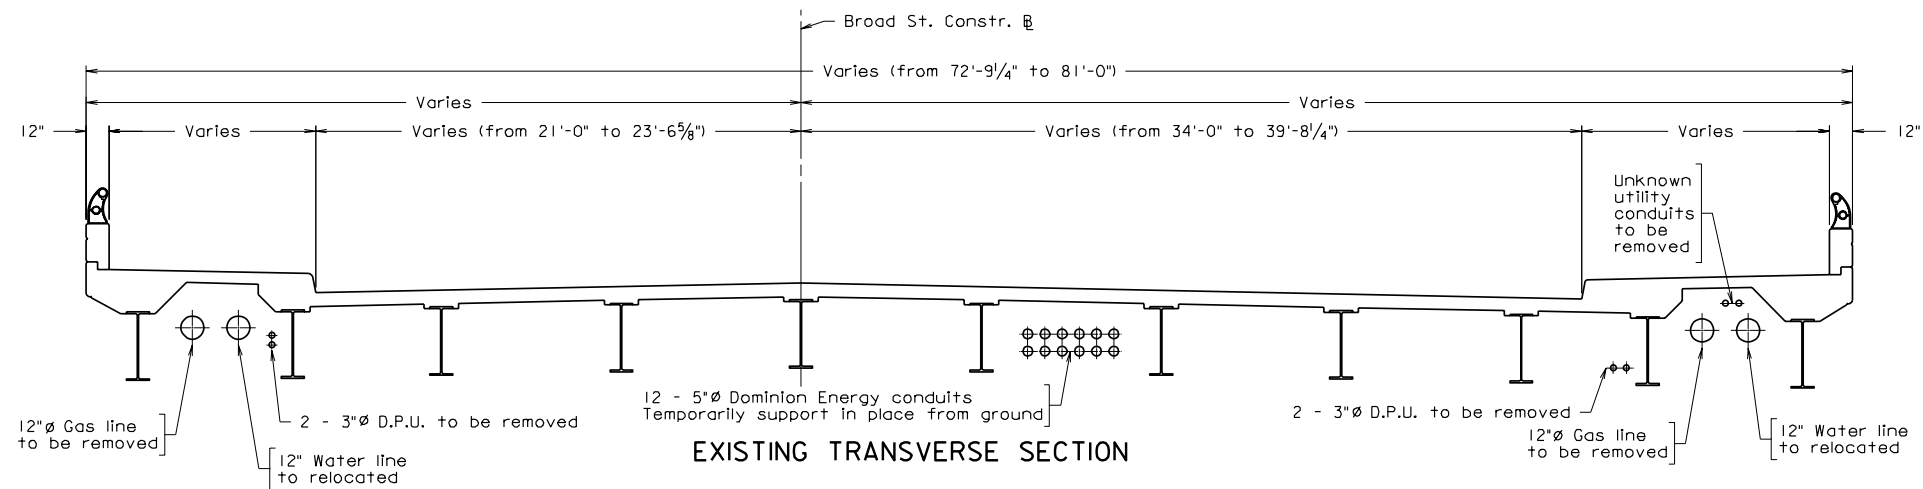 Broad St. Constr. ℄
Varies (from 72'-9¼" to 81'-0")
Varies
Varies
12"
Varies
Varies (from 21'-0" to 23'-6⅝")
Varies (from 34'-0" to 39'-8¼")
Varies
12"
Unknown
utility
conduits
to be
removed
12"ø Gas line
to be removed
12" Water line
to relocated
2 - 3"ø D.P.U. to be removed
12 - 5"ø Dominion Energy conduits
Temporarily support in place from ground
2 - 3"ø D.P.U. to be removed
12"ø Gas line
to be removed
12" Water line
to relocated
EXISTING TRANSVERSE SECTION